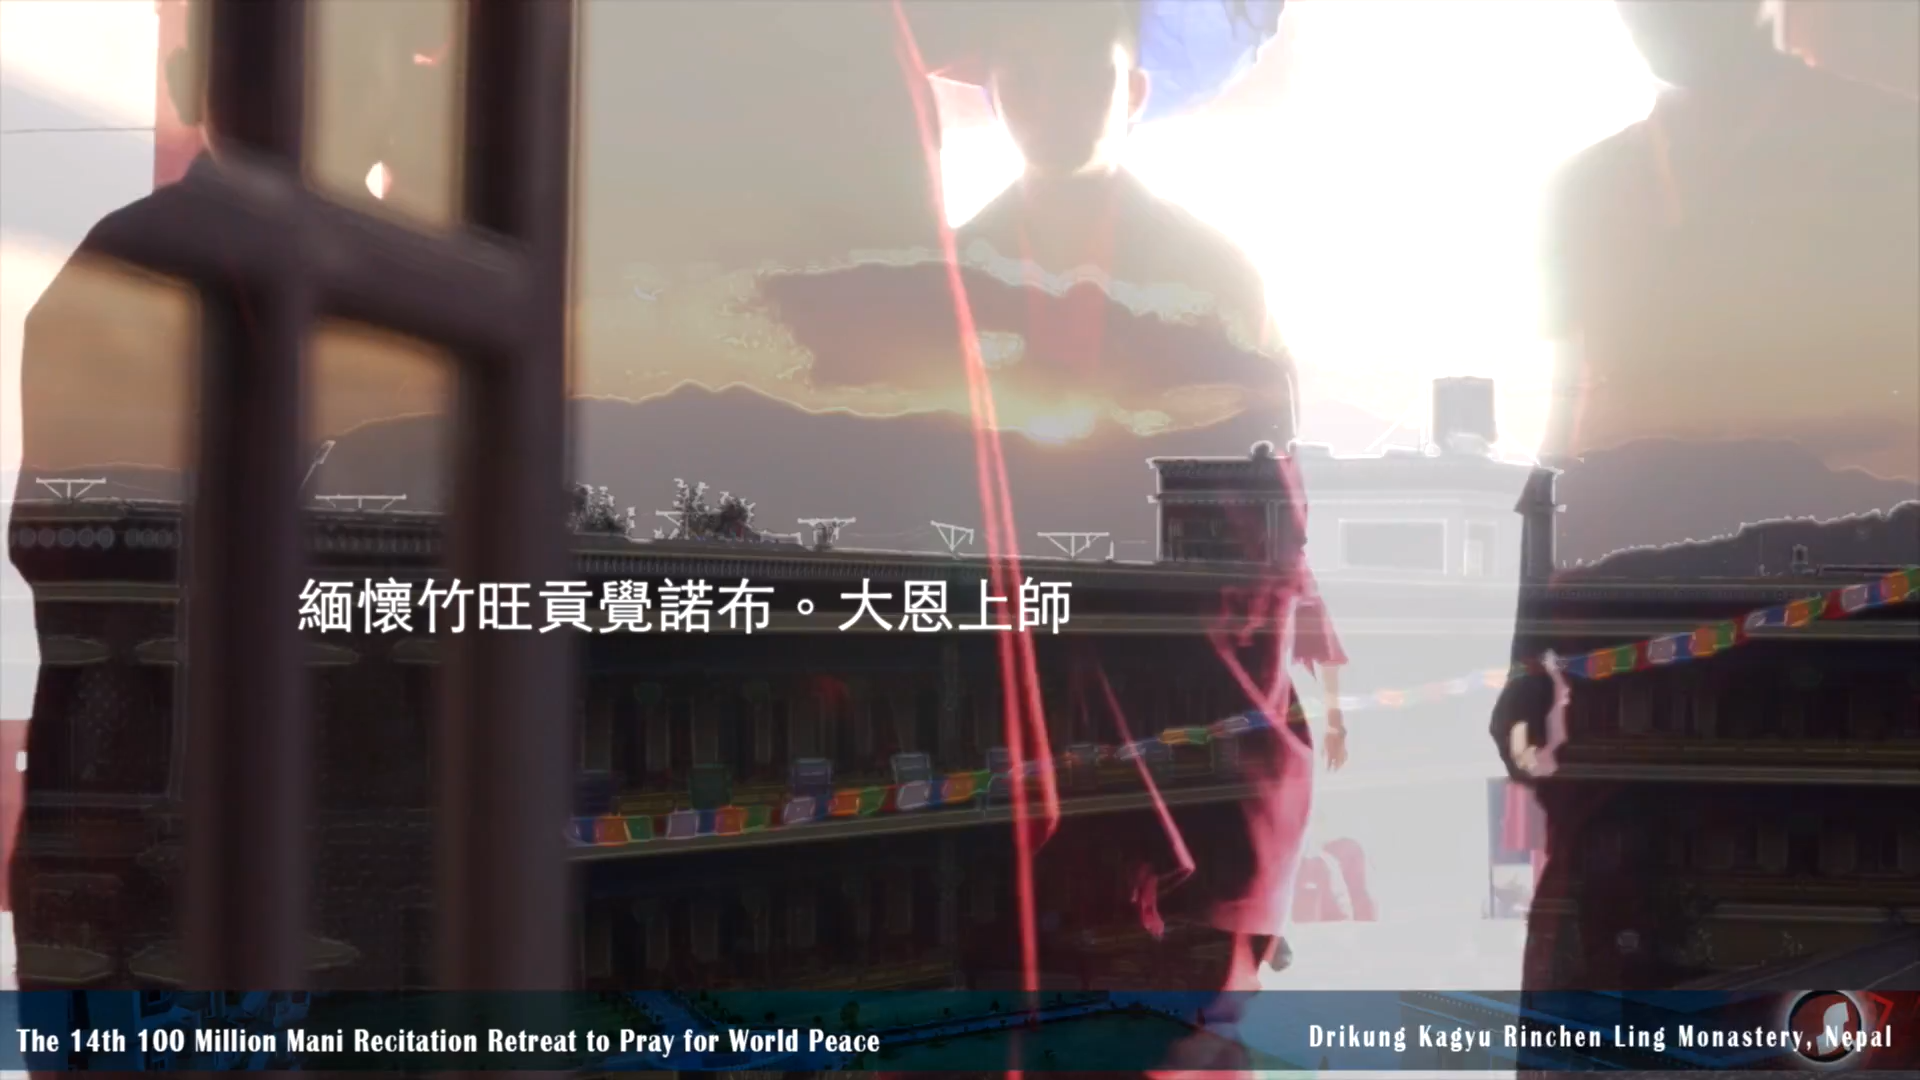 緬懷竹旺貢覺諾布。大恩上師
The 14th 100 Million Mani Recitation Retreat to Pray for World Peace
Drikung Kagyu Rinchen Ling Monastery, Nepal